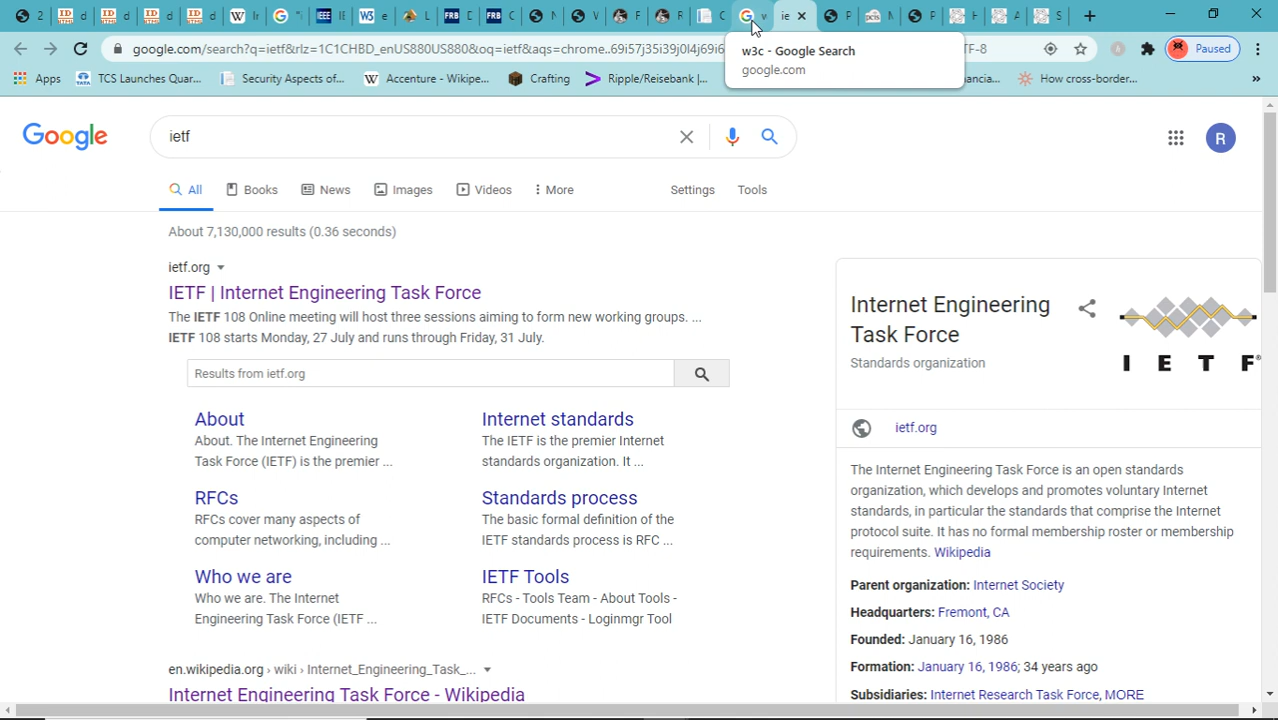 2
d
d
d
d
Ir
IE
e
L
FRB D
FRB C
N
V
F
F
C
w
ie
P
N
P
H
A
S
w3c - Google Search
google.com
google.com/search?q=ietf&rlz=1C1CHBD_enUS880US880&oq=ietf&aqs=chrome..69i57j35i39j0l4j69i6
TF-8
Paused
Apps
TCS Launches Quar...
Security Aspects of...
Accenture - Wikipe...
Crafting
Ripple/Reisebank |...
nancia...
How cross-border...
»
Google
ietf
R
All
Books
News
Images
Videos
More
Settings
Tools
About 7,130,000 results (0.36 seconds)
ietf.org
IETF | Internet Engineering Task Force
The IETF 108 Online meeting will host three sessions aiming to form new working groups. ...
IETF 108 starts Monday, 27 July and runs through Friday, 31 July.
Results from ietf.org
About
About. The Internet Engineering
Task Force (IETF) is the premier ...
Internet standards
The IETF is the premier Internet
standards organization. It ...
RFCs
RFCs cover many aspects of
computer networking, including ...
Standards process
The basic formal definition of the
IETF standards process is RFC ...
Who we are
Who we are. The Internet
Engineering Task Force (IETF ...
IETF Tools
RFCs - Tools Team - About Tools -
IETF Documents - Loginmgr Tool
en.wikipedia.org › wiki › Internet_Engineering_Task_...
Internet Engineering Task Force - Wikipedia
Internet Engineering
Task Force
Standards organization
I E T F®
ietf.org
The Internet Engineering Task Force is an open standards
organization, which develops and promotes voluntary Internet
standards, in particular the standards that comprise the Internet
protocol suite. It has no formal membership roster or membership
requirements. Wikipedia
Parent organization: Internet Society
Headquarters: Fremont, CA
Founded: January 16, 1986
Formation: January 16, 1986; 34 years ago
Subsidiaries: Internet Research Task Force, MORE